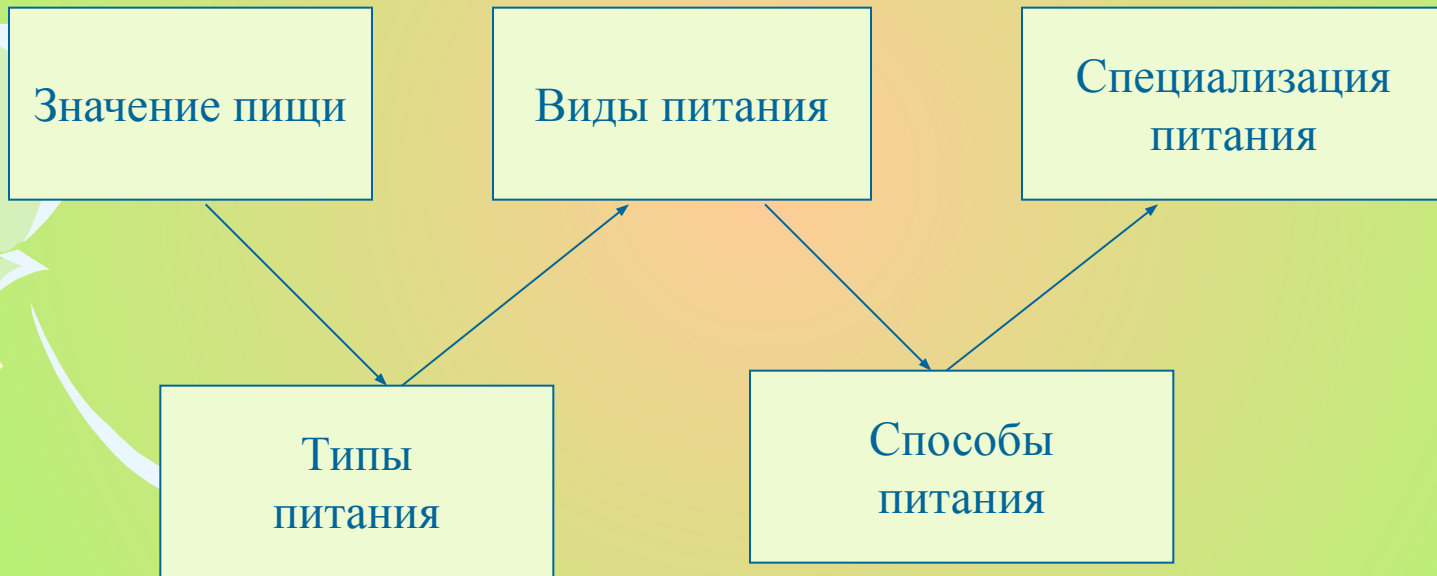 Значение пищи
Виды питания
Специализация
питания
Типы
питания
Способы
питания